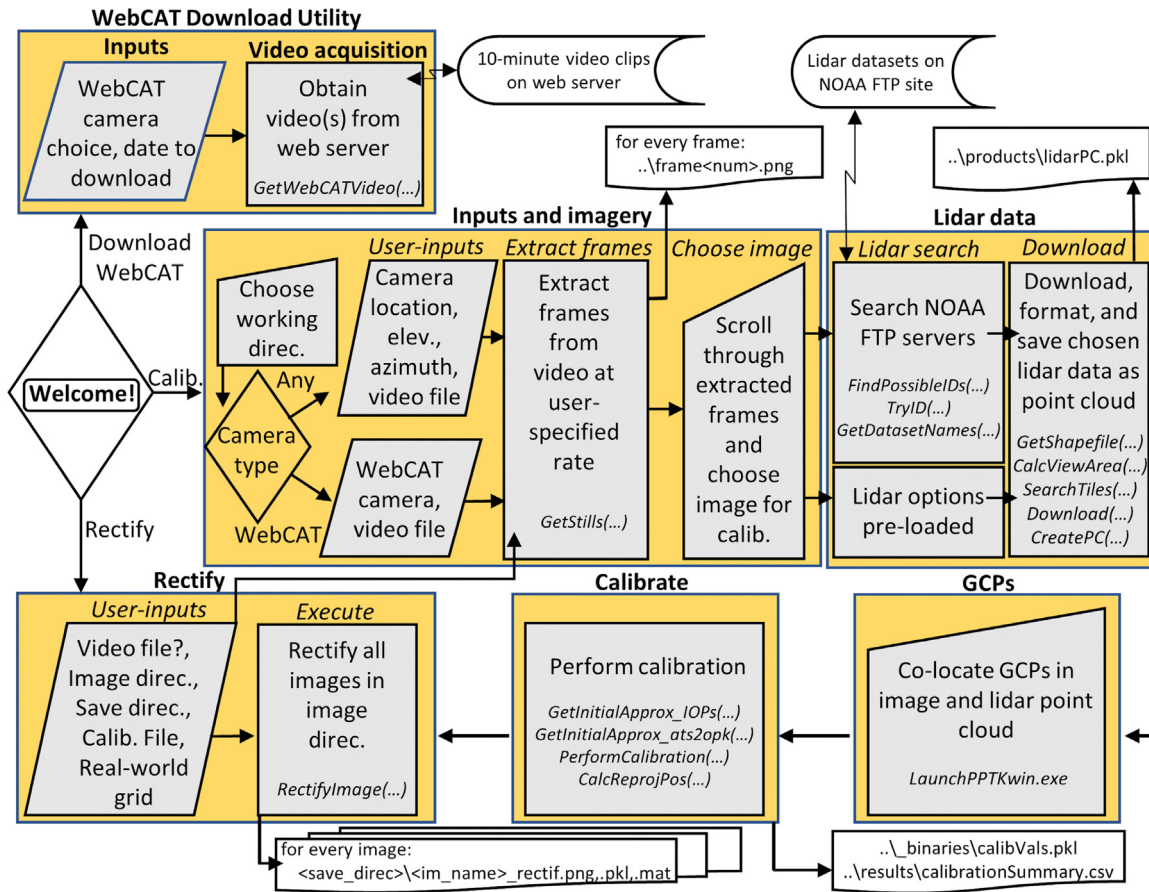 WebCAT Download Utility
Inputs
WebCAT
camera
choice, date to
download
Video acquisition
Obtain
video(s) from
web server
GetWebCATVideo(...)
10-minute video clips
on web server
Lidar datasets on
NOAA FTP site
for every frame:
..\frame<num>.png
..\products\lidarPC.pkl
Download
WebCAT
Welcome!
Calib.
Rectify
Inputs and imagery
Choose
working
direc.
Camera
type
Any
WebCAT
User-inputs
Camera
location,
elev.,
azimuth,
video file
WebCAT
camera,
video file
Extract frames
Extract
frames
from
video at
user-
specified
rate
GetStills(...)
Choose image
Scroll
through
extracted
frames
and
choose
image for
calib.
Lidar data
Lidar search
Search NOAA
FTP servers
FindPossibleIDs(...)
TryID(...)
GetDatasetNames(...)
Lidar options
pre-loaded
Download
Download,
format, and
save chosen
lidar data as
point cloud
GetShapefile(...)
CalcViewArea(...)
SearchTiles(...)
Download(...)
CreatePC(...)
Rectify
User-inputs
Video file?,
Image direc.,
Save direc.,
Calib. File,
Real-world
grid
Execute
Rectify all
images in
image
direc.
RectifyImage(...)
Calibrate
Perform calibration
GetInitialApprox_IOPs(...)
GetInitialApprox_ats2opk(...)
PerformCalibration(...)
CalcReprojPos(...)
GCPs
Co-locate GCPs in
image and lidar point
cloud
LaunchPPTKwin.exe
for every image:
<save_direc>\<im_name>_rectif.png,.pkl,.mat
..\_binaries\calibVals.pkl
..\results\calibrationSummary.csv